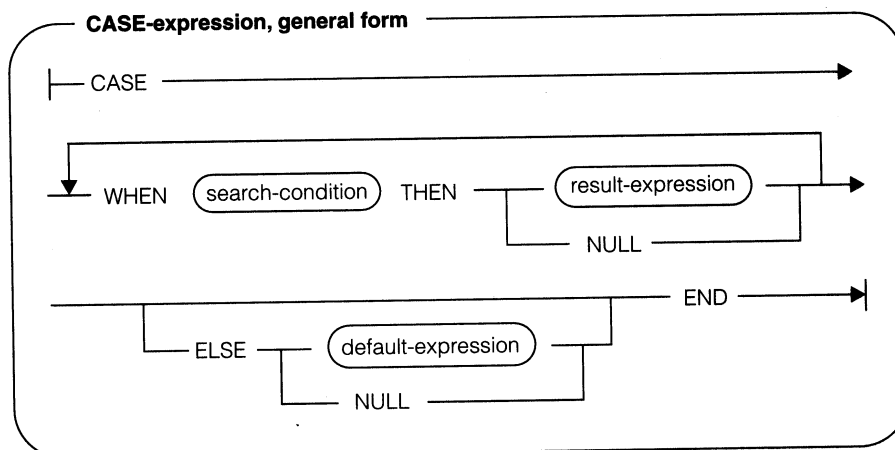 CASE-expression, general form
CASE
WHEN search-condition THEN result-expression
NULL
END
ELSE default-expression
NULL